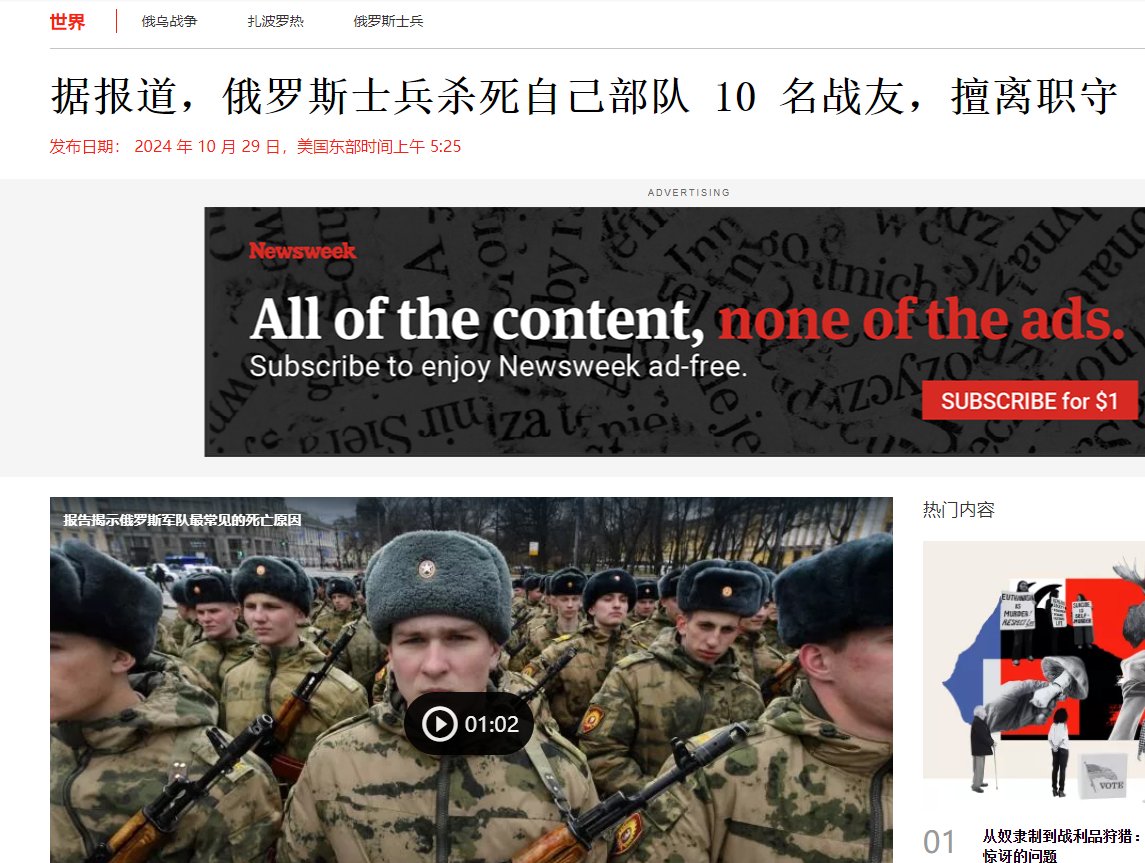 世界
俄乌战争
扎波罗热
俄罗斯士兵
据报道，俄罗斯士兵杀死自己部队 10 名战友，擅离职守
发布日期： 2024 年 10 月 29 日，美国东部时间上午 5:25
ADVERTISING
Newsweek
All of the content, none of the ads.
Subscribe to enjoy Newsweek ad-free.
SUBSCRIBE for $1
报告揭示俄罗斯军队最常见的死亡原因
01:02
热门内容
EUTHANASIA
IS
MURDER!
SUICIDE
IS
SELF-
MURDER
VOTE
01
从奴隶制到战利品狩猎：
惊讶的问题